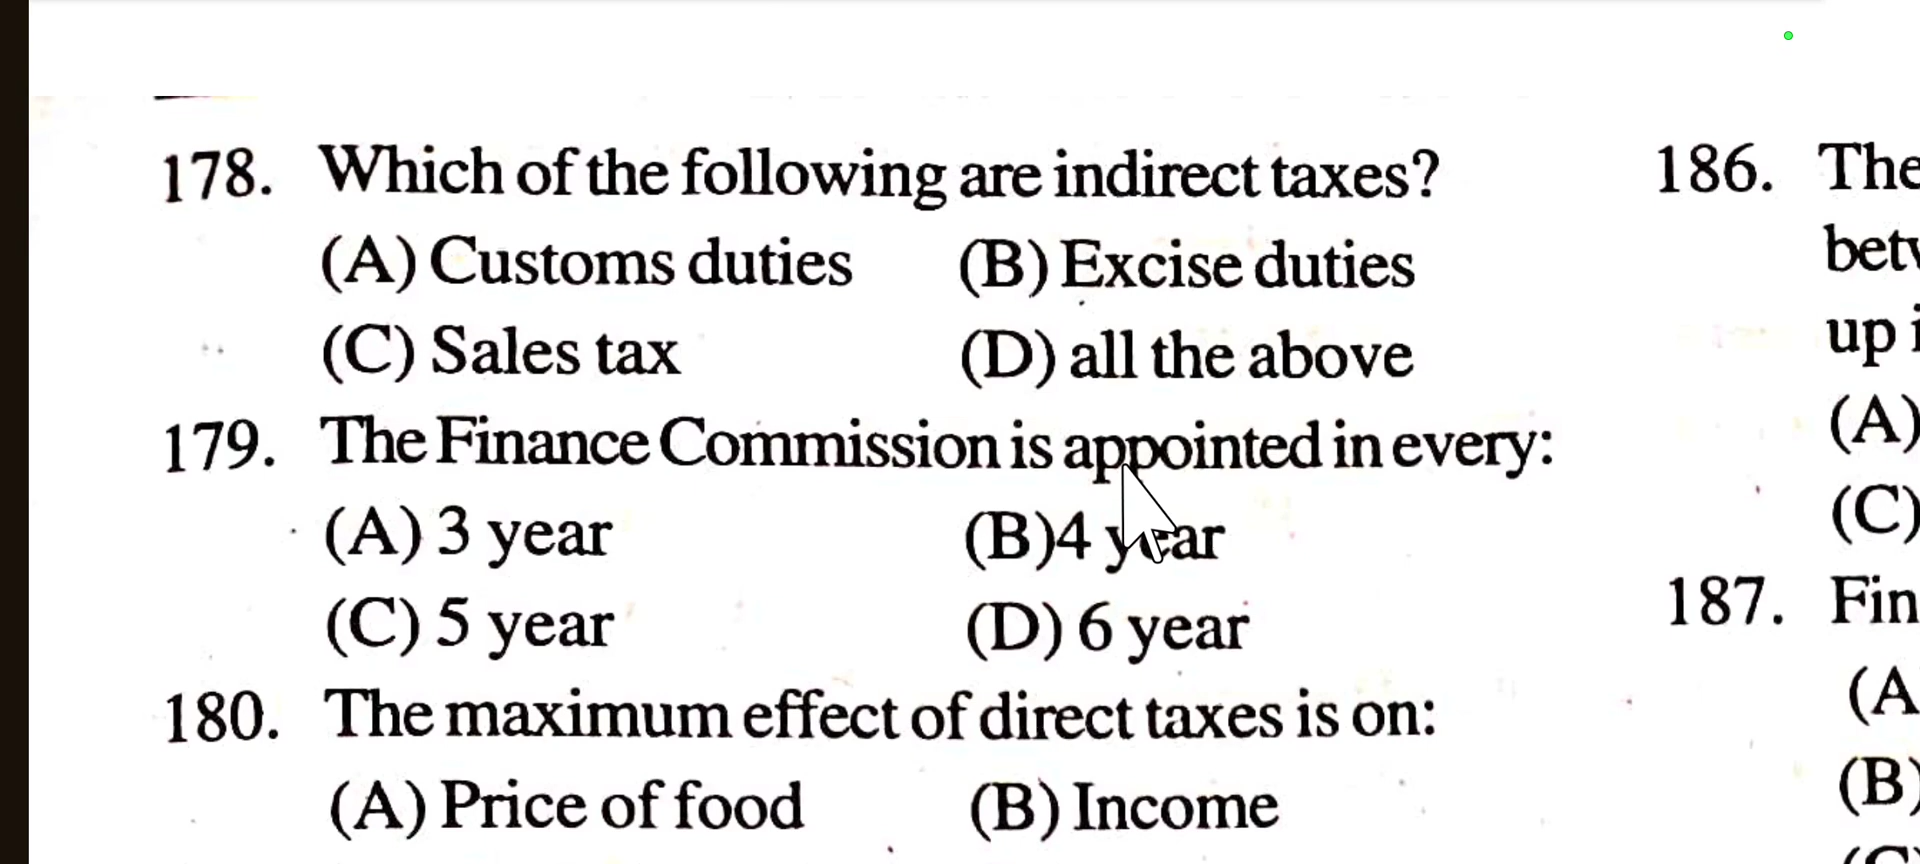 178. Which of the following are indirect taxes?
(A) Customs duties (B) Excise duties
(C) Sales tax (D) all the above
179. The Finance Commission is appointed in every:
(A) 3 year (B)4 year
(C) 5 year (D) 6 year
180. The maximum effect of direct taxes is on:
(A) Price of food (B) Income
186. The
up i
(A)
(C)
187. Fin
(A
(B)